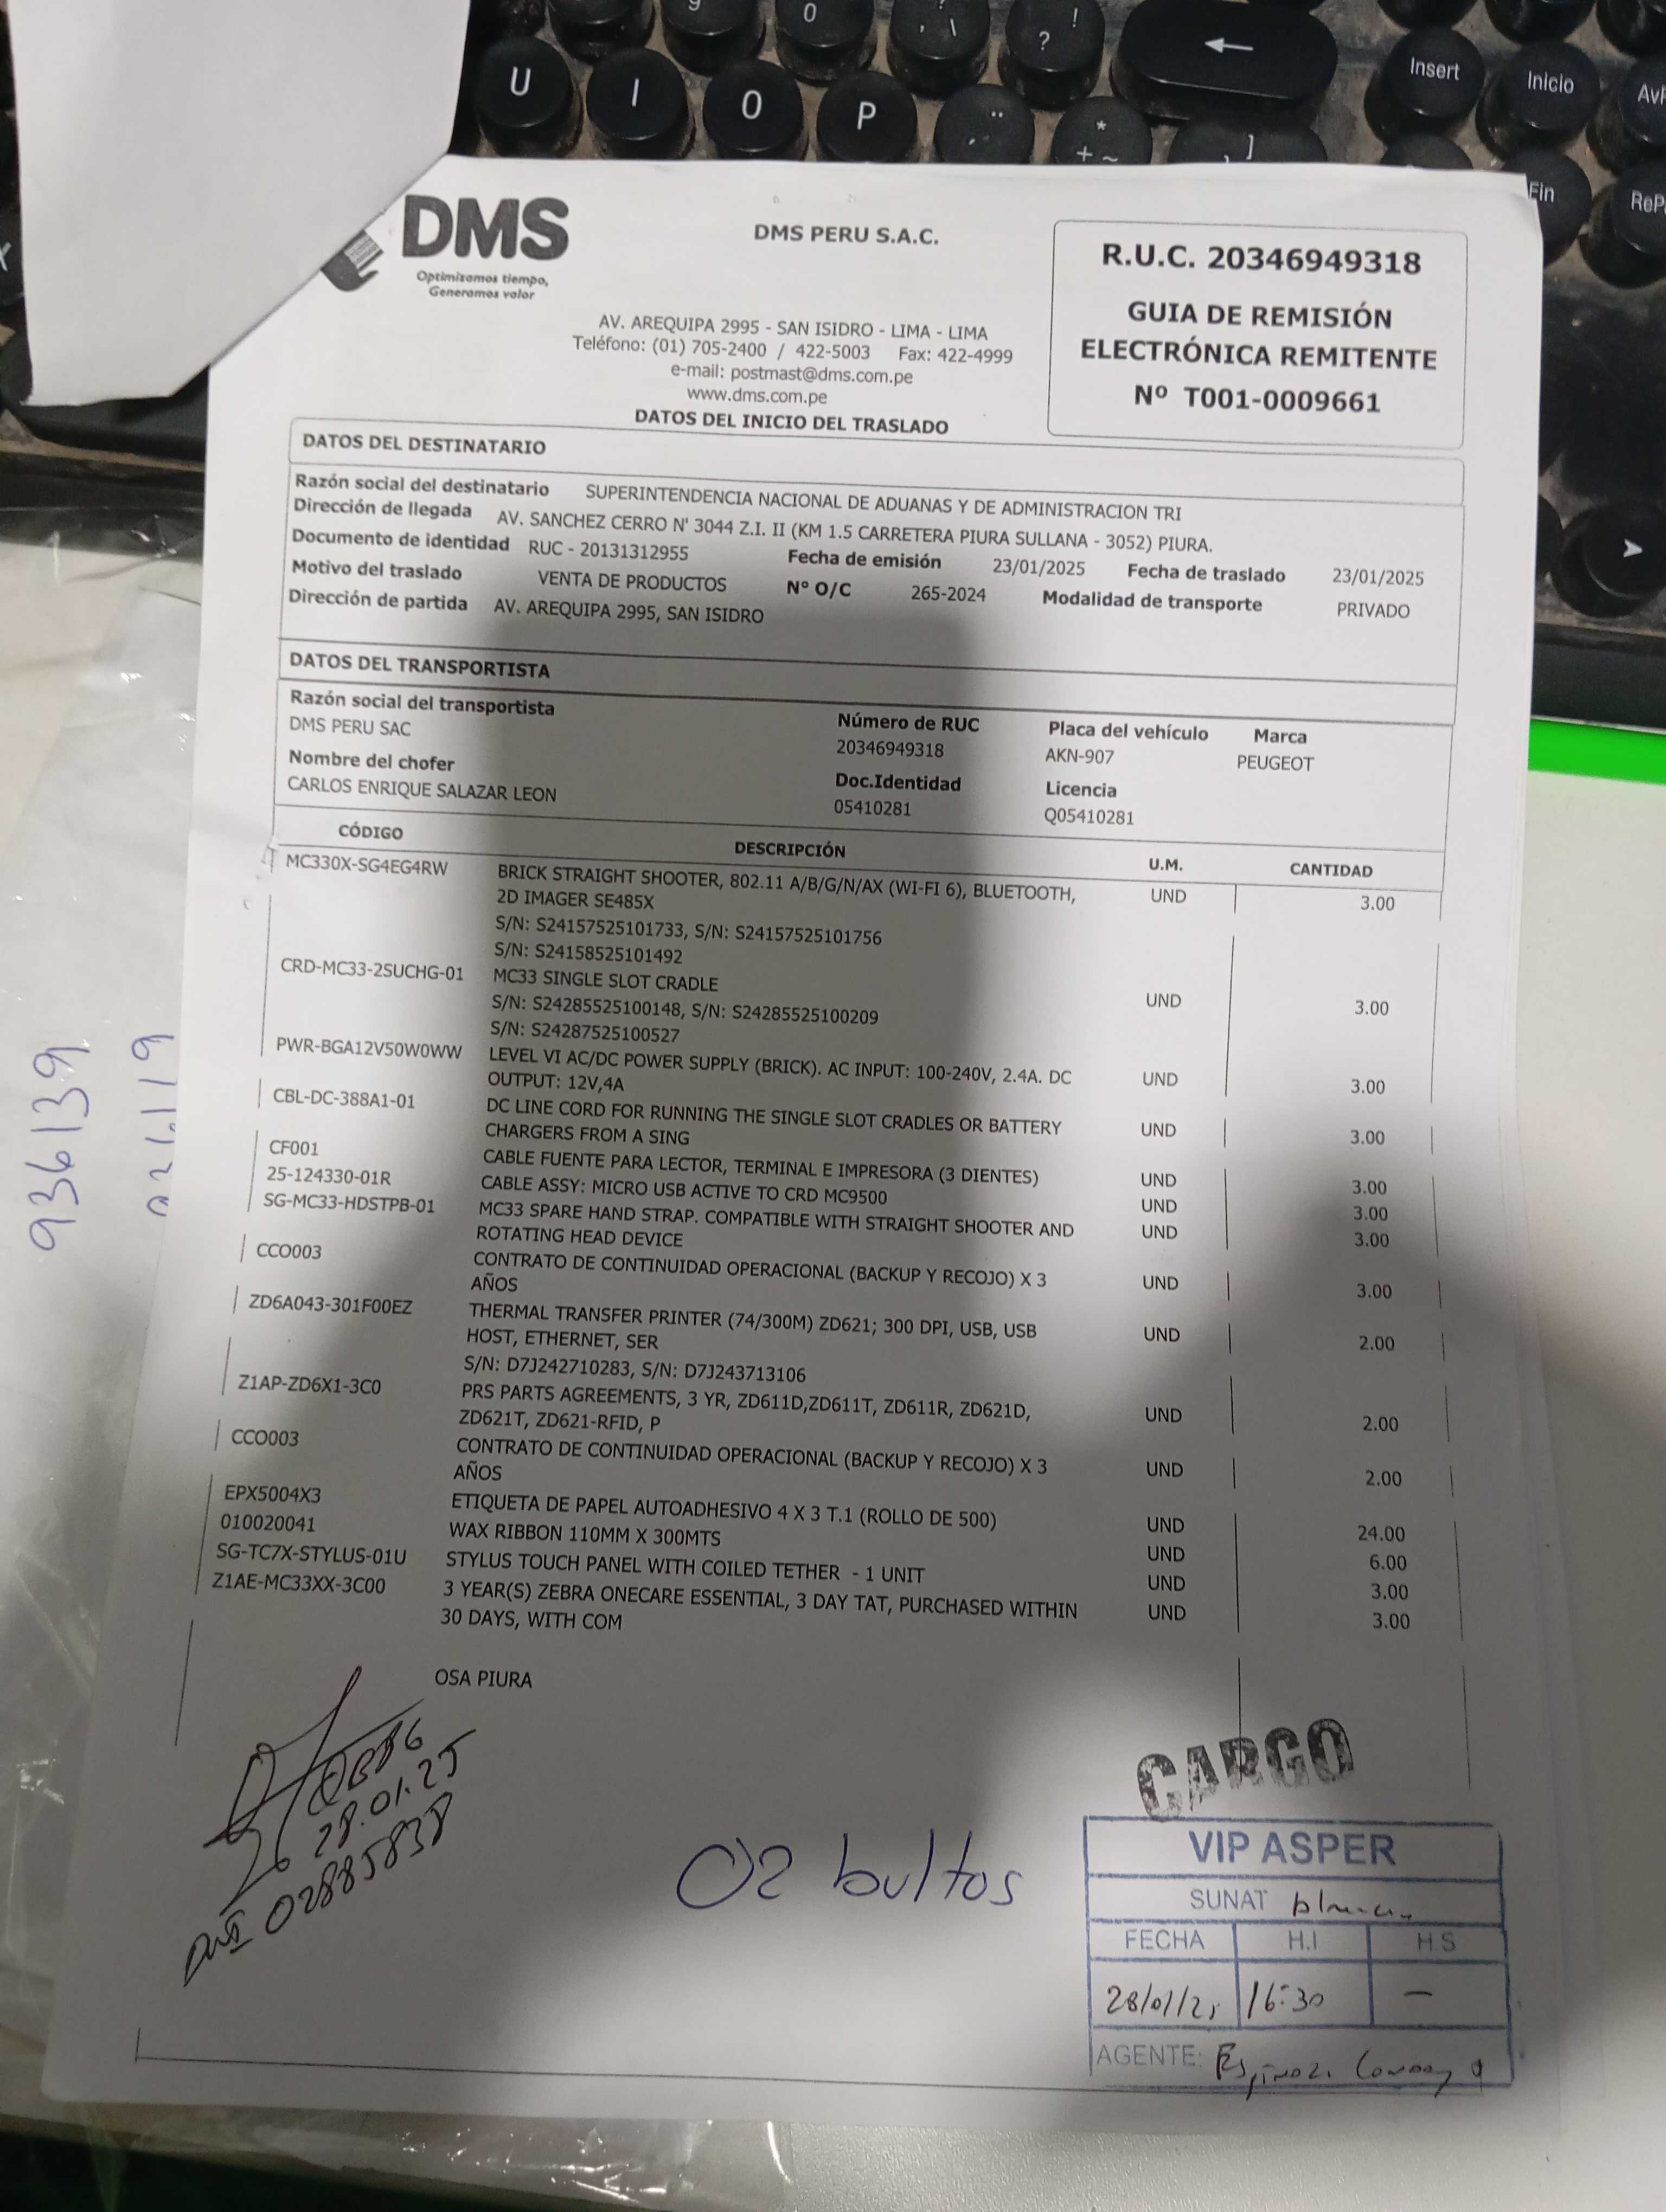 U I O P
Insert
Inicio
Fin
DMS
Optimizamos tiempo,
Generamos valor
DMS PERU S.A.C.
AV. AREQUIPA 2995 - SAN ISIDRO - LIMA - LIMA
Teléfono: (01) 705-2400 / 422-5003 Fax: 422-4999
e-mail: postmast@dms.com.pe
www.dms.com.pe
R.U.C. 20346949318
GUIA DE REMISIÓN
ELECTRÓNICA REMITENTE
Nº T001-0009661
DATOS DEL INICIO DEL TRASLADO
DATOS DEL DESTINATARIO
Razón social del destinatario SUPERINTENDENCIA NACIONAL DE ADUANAS Y DE ADMINISTRACION TRI
Dirección de llegada AV. SANCHEZ CERRO N' 3044 Z.I. II (KM 1.5 CARRETERA PIURA SULLANA - 3052) PIURA.
Documento de identidad RUC - 20131312955 Fecha de emisión 23/01/2025 Fecha de traslado 23/01/2025
Motivo del traslado VENTA DE PRODUCTOS Nº O/C 265-2024 Modalidad de transporte PRIVADO
Dirección de partida AV. AREQUIPA 2995, SAN ISIDRO
DATOS DEL TRANSPORTISTA
Razón social del transportista Número de RUC Placa del vehículo Marca
DMS PERU SAC 20346949318 AKN-907 PEUGEOT
Nombre del chofer Doc.Identidad Licencia
CARLOS ENRIQUE SALAZAR LEON 05410281 Q05410281
CÓDIGO DESCRIPCIÓN U.M. CANTIDAD
MC330X-SG4EG4RW BRICK STRAIGHT SHOOTER, 802.11 A/B/G/N/AX (WI-FI 6), BLUETOOTH, UND 3.00
2D IMAGER SE485X
S/N: S24157525101733, S/N: S24157525101756
S/N: S24158525101492
CRD-MC33-2SUCHG-01 MC33 SINGLE SLOT CRADLE UND 3.00
S/N: S24285525100148, S/N: S24285525100209
S/N: S24287525100527
PWR-BGA12V50W0WW LEVEL VI AC/DC POWER SUPPLY (BRICK). AC INPUT: 100-240V, 2.4A. DC UND 3.00
OUTPUT: 12V,4A
CBL-DC-388A1-01 DC LINE CORD FOR RUNNING THE SINGLE SLOT CRADLES OR BATTERY UND 3.00
CHARGERS FROM A SING
CF001 CABLE FUENTE PARA LECTOR, TERMINAL E IMPRESORA (3 DIENTES) UND 3.00
25-124330-01R CABLE ASSY: MICRO USB ACTIVE TO CRD MC9500 UND 3.00
SG-MC33-HDSTPB-01 MC33 SPARE HAND STRAP. COMPATIBLE WITH STRAIGHT SHOOTER AND UND 3.00
ROTATING HEAD DEVICE
CCO003 CONTRATO DE CONTINUIDAD OPERACIONAL (BACKUP Y RECOJO) X 3 UND 3.00
AÑOS
ZD6A043-301F00EZ THERMAL TRANSFER PRINTER (74/300M) ZD621; 300 DPI, USB, USB UND 2.00
HOST, ETHERNET, SER
S/N: D7J242710283, S/N: D7J243713106
Z1AP-ZD6X1-3C0 PRS PARTS AGREEMENTS, 3 YR, ZD611D,ZD611T, ZD611R, ZD621D, UND 2.00
ZD621T, ZD621-RFID, P
CCO003 CONTRATO DE CONTINUIDAD OPERACIONAL (BACKUP Y RECOJO) X 3 UND 2.00
AÑOS
EPX5004X3 ETIQUETA DE PAPEL AUTOADHESIVO 4 X 3 T.1 (ROLLO DE 500) UND 24.00
010020041 WAX RIBBON 110MM X 300MTS UND 6.00
SG-TC7X-STYLUS-01U STYLUS TOUCH PANEL WITH COILED TETHER - 1 UNIT UND 3.00
Z1AE-MC33XX-3C00 3 YEAR(S) ZEBRA ONECARE ESSENTIAL, 3 DAY TAT, PURCHASED WITHIN UND 3.00
30 DAYS, WITH COM
OSA PIURA
28.01.25
DNI 02885838
02 bultos
CARGO
VIP ASPER
SUNAT
FECHA H.I H.S
28/01/25 16:30 —
AGENTE:
936139